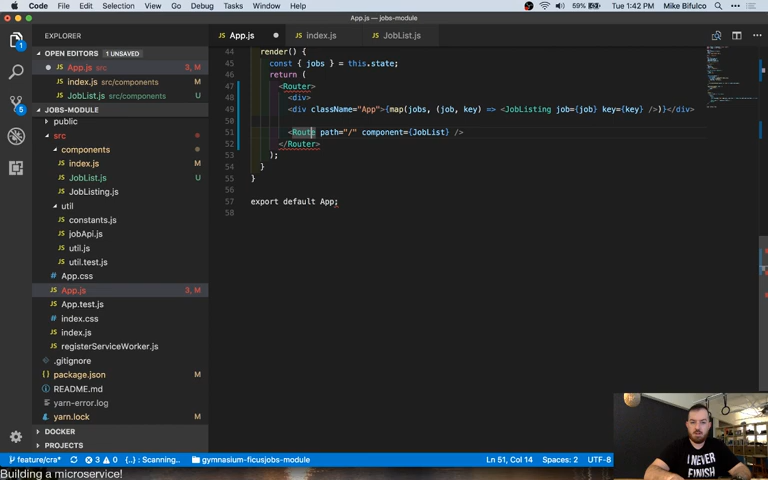 Code File Edit Selection View Go Debug Tasks Window Help 59% Tue 1:42 PM Mike Bifulco
App.js — jobs-module
EXPLORER App.js index.js JobList.js
OPEN EDITORS 1 UNSAVED
App.js src 3, M
index.js src/components M
JobList.js src/components U
JOBS-MODULE
public
src
components
index.js M
JobList.js U
JobListing.js
util
constants.js
jobApi.js
util.js
util.test.js
App.css
App.js 3, M
App.test.js
index.css
index.js
registerServiceWorker.js
.gitignore
package.json M
README.md
yarn-error.log
yarn.lock M
DOCKER
PROJECTS
44 render() {
45 const { jobs } = this.state;
46 return (
47 <Router>
48 <div>
49 <div className="App">{map(jobs, (job, key) => <JobListing job={job} key={key} />)}</div>
50
51 <Route path="/" component={JobList} />
52 </Router>
53 );
54 }
55 }
56
57 export default App;
58
I NEVER
FINISH
feature/cra* 3 0 {..} : Scanning.. gymnasium-ficusjobs-module Ln 51, Col 14 Spaces: 2 UTF-8
Building a microservice!